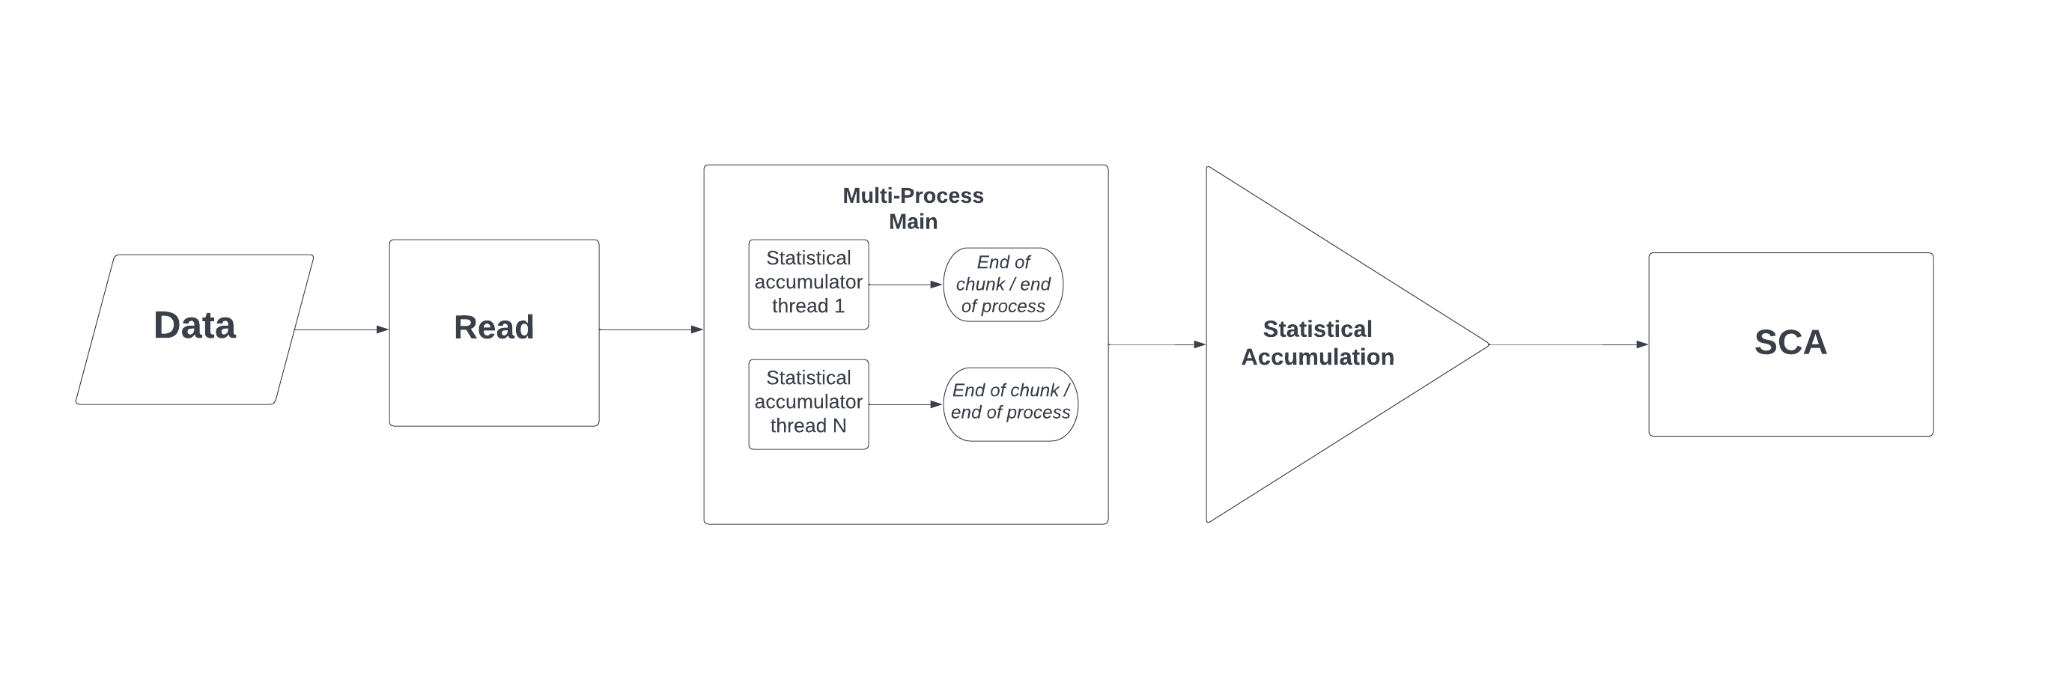 Data
Read
Multi-Process
Main
Statistical
accumulator
thread 1
End of
chunk / end
of process
Statistical
accumulator
thread N
End of chunk /
end of process
Statistical
Accumulation
SCA